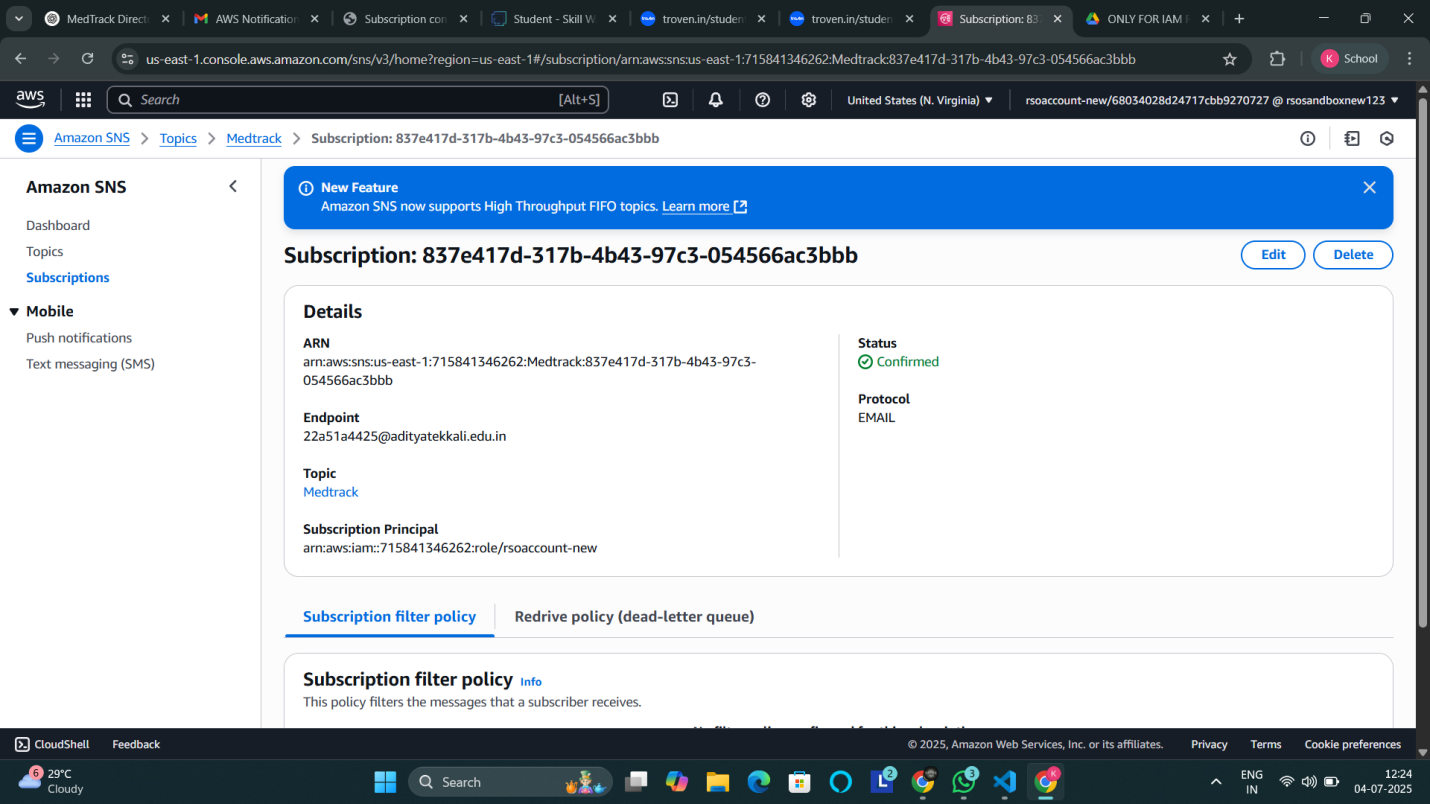 MedTrack Direct
AWS Notification
Subscription con
Student - Skill W
troven.in/studen
troven.in/studen
Subscription: 837
ONLY FOR IAM R
us-east-1.console.aws.amazon.com/sns/v3/home?region=us-east-1#/subscription/arn:aws:sns:us-east-1:715841346262:Medtrack:837e417d-317b-4b43-97c3-054566ac3bbb
K School
aws
Search [Alt+S]
United States (N. Virginia)
rsoaccount-new/68034028d24717cbb9270727 @ rsosandboxnew123
Amazon SNS
Topics
Medtrack
Subscription: 837e417d-317b-4b43-97c3-054566ac3bbb
Amazon SNS
Dashboard
Topics
Subscriptions
Mobile
Push notifications
Text messaging (SMS)
New Feature
Amazon SNS now supports High Throughput FIFO topics. Learn more
Subscription: 837e417d-317b-4b43-97c3-054566ac3bbb
Edit
Delete
Details
ARN
arn:aws:sns:us-east-1:715841346262:Medtrack:837e417d-317b-4b43-97c3-
054566ac3bbb
Endpoint
22a51a4425@adityatekkali.edu.in
Topic
Medtrack
Subscription Principal
arn:aws:iam::715841346262:role/rsoaccount-new
Status
Confirmed
Protocol
EMAIL
Subscription filter policy
Redrive policy (dead-letter queue)
Subscription filter policy Info
This policy filters the messages that a subscriber receives.
CloudShell
Feedback
© 2025, Amazon Web Services, Inc. or its affiliates.
Privacy
Terms
Cookie preferences
6
29°C
Cloudy
Search
2
3
K
ENG
IN
12:24
04-07-2025